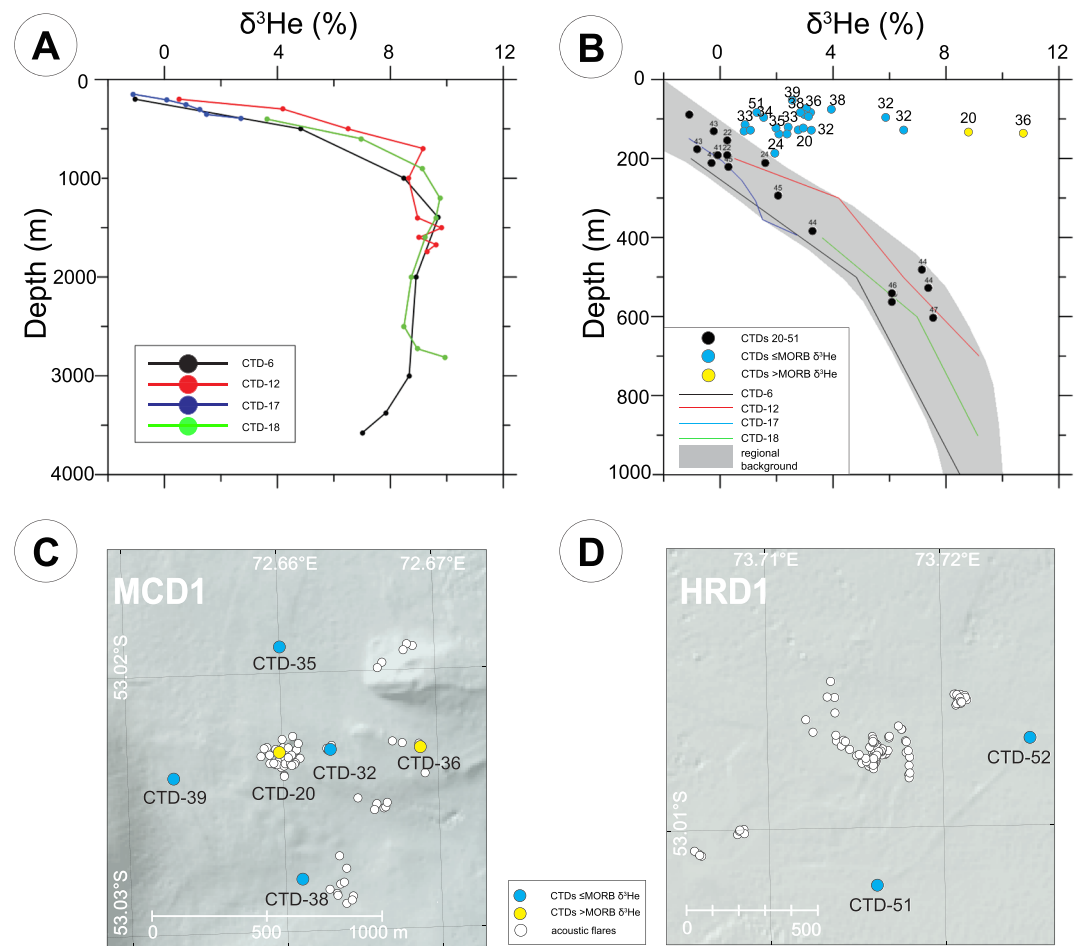 A
δ³He (%)
0 4 8 12
0
1000
2000
3000
4000
Depth (m)
CTD-6
CTD-12
CTD-17
CTD-18
B
δ³He (%)
0 4 8 12
0
200
400
600
800
1000
Depth (m)
39
51 38 36 38 32
34
33 35 33 32 20 36
20 32
24
43
22
43 41 22 24
45
44
44
44
46
47
CTDs 20-51
CTDs ≤MORB δ³He
CTDs >MORB δ³He
CTD-6
CTD-12
CTD-17
CTD-18
regional
background
C
72.66°E 72.67°E
MCD1
53.02°S
CTD-35
CTD-36
CTD-32
CTD-20
CTD-39
CTD-38
53.03°S
0 500 1000 m
D
73.71°E 73.72°E
HRD1
CTD-52
53.01°S
CTD-51
0 500
CTDs ≤MORB δ³He
CTDs >MORB δ³He
acoustic flares